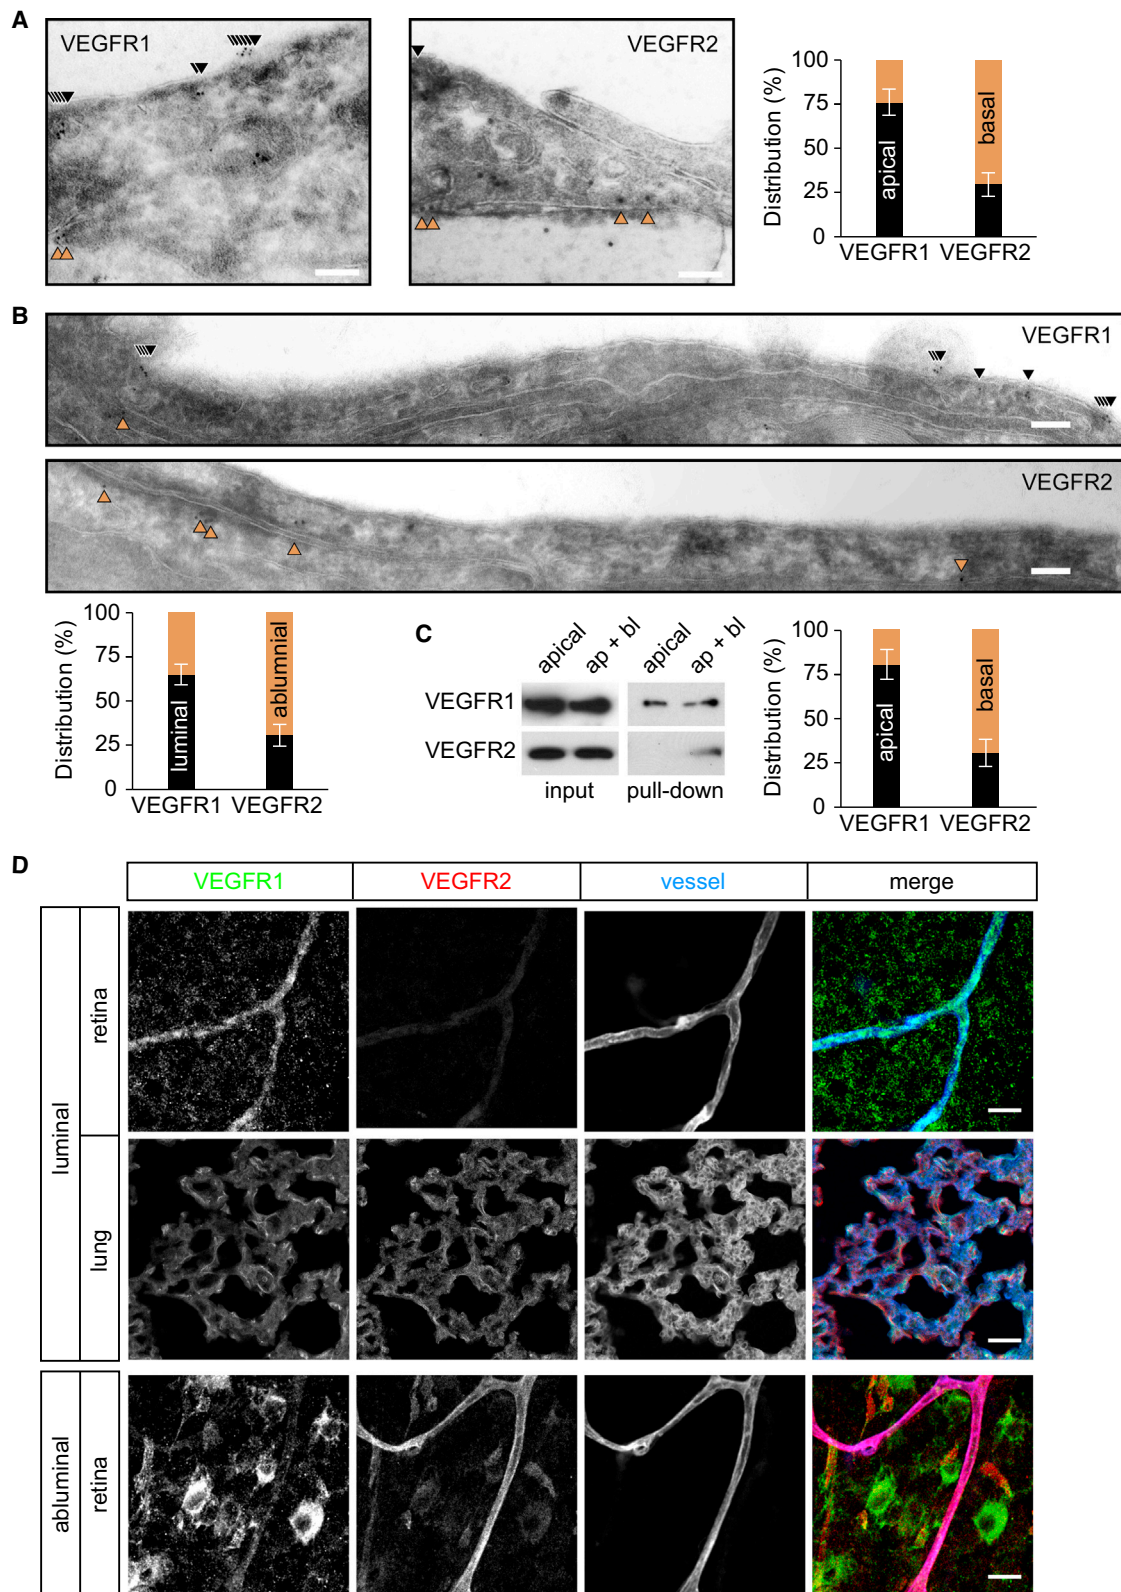 A
VEGFR1
VEGFR2
Distribution (%)
100
75
50
25
0
apical
basal
VEGFR1
VEGFR2
B
VEGFR1
VEGFR2
Distribution (%)
100
75
50
25
0
luminal
ablumnial
VEGFR1
VEGFR2
C
apical
ap + bl
apical
ap + bl
VEGFR1
VEGFR2
input
pull-down
Distribution (%)
100
75
50
25
0
apical
basal
VEGFR1
VEGFR2
D
VEGFR1
VEGFR2
vessel
merge
luminal
retina
lung
abluminal
retina